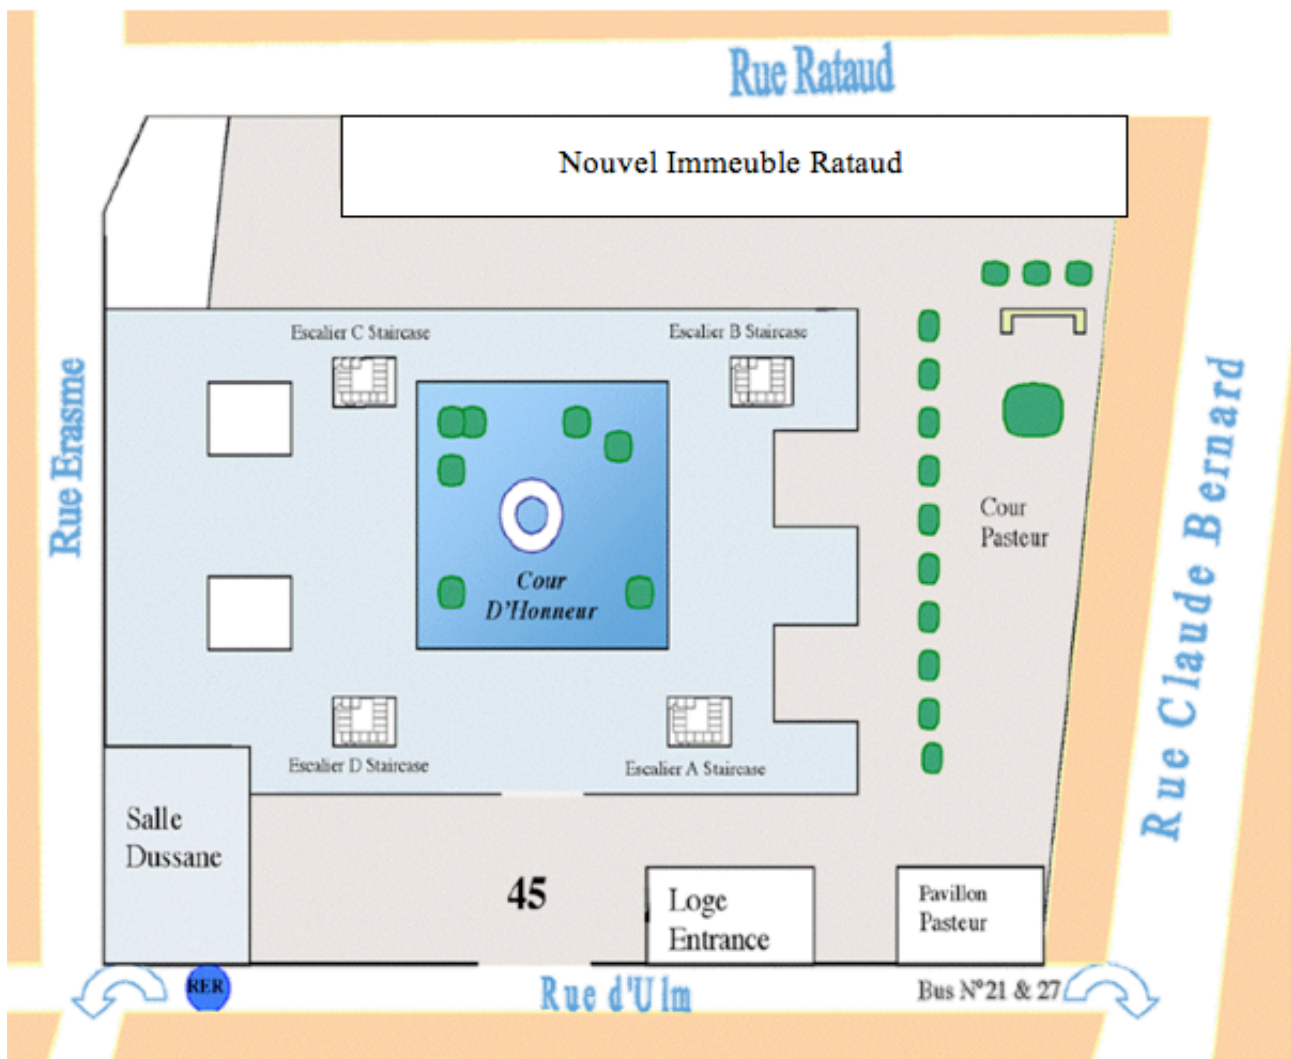 Rue Rataud
Nouvel Immeuble Rataud
Escalier C Staircase
Escalier B Staircase
Rue Erasme
Rue Claude Bernard
Cour
Pasteur
Cour
D'Honneur
Escalier D Staircase
Escalier A Staircase
Salle
Dussane
45
Loge
Entrance
Pavillon
Pasteur
RER
Rue d'Ulm
Bus N°21 & 27